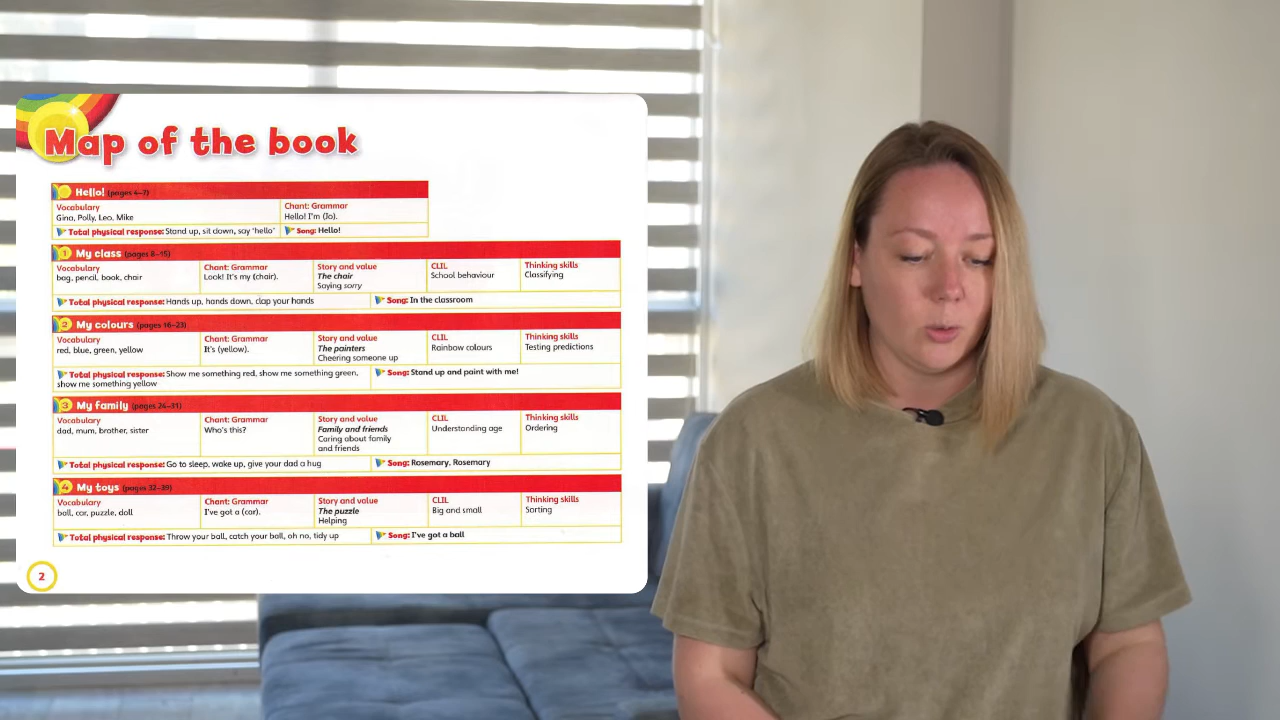 Map of the book
Hello! (pages 4–7)
Vocabulary
Gina, Polly, Leo, Mike
Chant: Grammar
Hello! I'm (Jo).
Total physical response: Stand up, sit down, say 'hello'
Song: Hello!
1 My class (pages 8–15)
Vocabulary
bag, pencil, book, chair
Chant: Grammar
Look! It's my (chair).
Story and value
The chair
Saying sorry
CLIL
School behaviour
Thinking skills
Classifying
Total physical response: Hands up, hands down, clap your hands
Song: In the classroom
2 My colours (pages 16–23)
Vocabulary
red, blue, green, yellow
Chant: Grammar
It's (yellow).
Story and value
The painters
Cheering someone up
CLIL
Rainbow colours
Thinking skills
Testing predictions
Total physical response: Show me something red, show me something green,
show me something yellow
Song: Stand up and paint with me!
3 My family (pages 24–31)
Vocabulary
dad, mum, brother, sister
Chant: Grammar
Who's this?
Story and value
Family and friends
Caring about family
and friends
CLIL
Understanding age
Thinking skills
Ordering
Total physical response: Go to sleep, wake up, give your dad a hug
Song: Rosemary, Rosemary
4 My toys (pages 32–39)
Vocabulary
ball, car, puzzle, doll
Chant: Grammar
I've got a (car).
Story and value
The puzzle
Helping
CLIL
Big and small
Thinking skills
Sorting
Total physical response: Throw your ball, catch your ball, oh no, tidy up
Song: I've got a ball
2